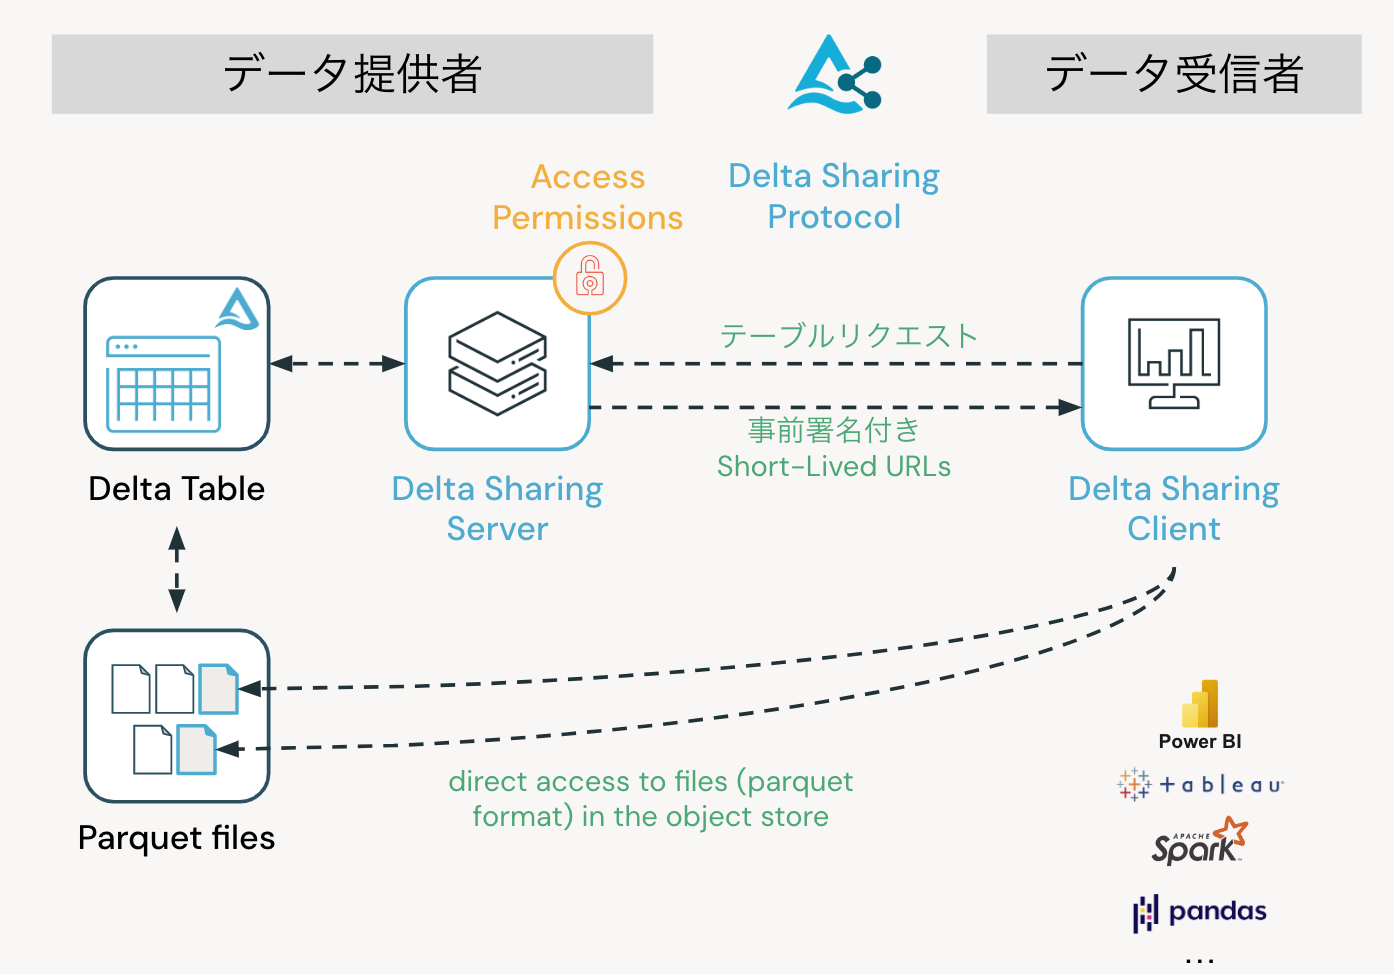 データ提供者
データ受信者
Access
Permissions
Delta Sharing
Protocol
テーブルリクエスト
事前署名付き
Short-Lived URLs
Delta Table
Delta Sharing
Server
Delta Sharing
Client
Parquet files
direct access to files (parquet
format) in the object store
Power BI
+ableau
APACHE
Spark
pandas
...